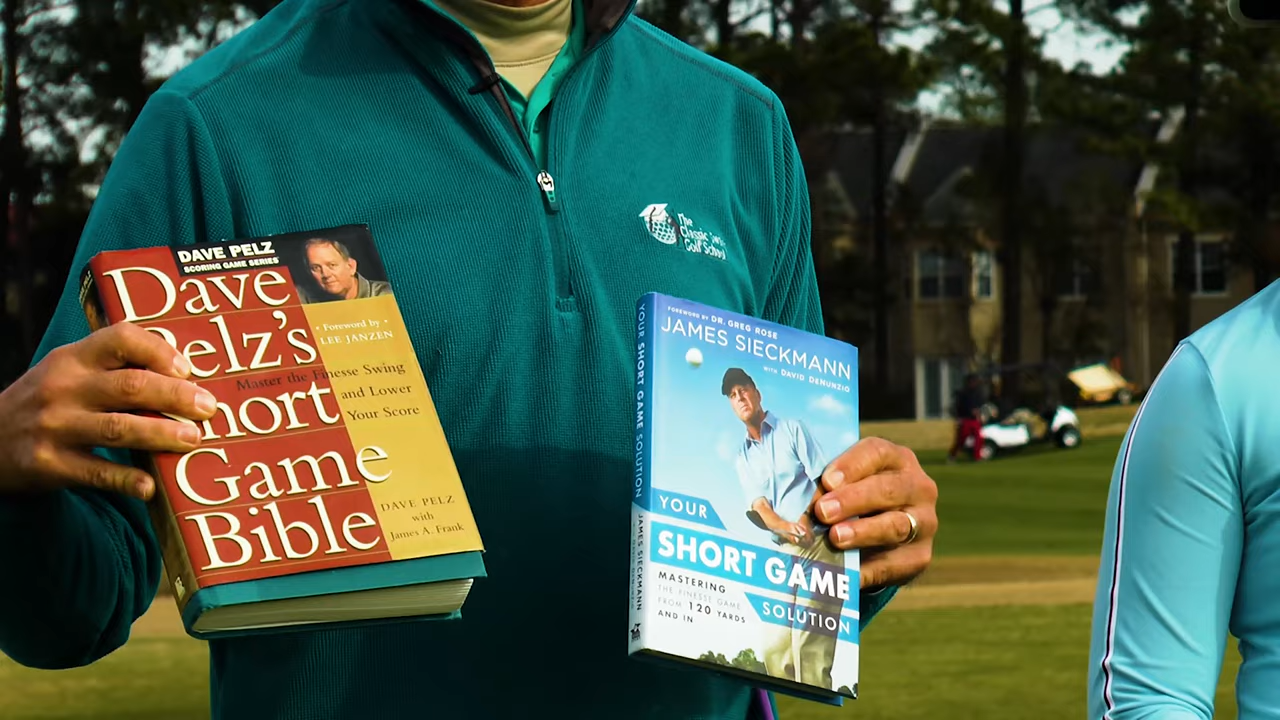 DAVE PELZ
SCORING GAME SERIES
Dave
Pelz's
Short
Game
Bible
• Foreword by •
LEE JANZEN
Master the Finesse Swing
and Lower
Your Score
DAVE PELZ
with
James A. Frank
The
Classic
Golf School
YOUR SHORT GAME SOLUTION
JAMES SIECKMANN
FOREWORD BY DR. GREG ROSE
JAMES SIECKMANN
WITH DAVID DENUNZIO
YOUR
SHORT GAME
SOLUTION
MASTERING
THE FINESSE GAME
FROM 120 YARDS
AND IN